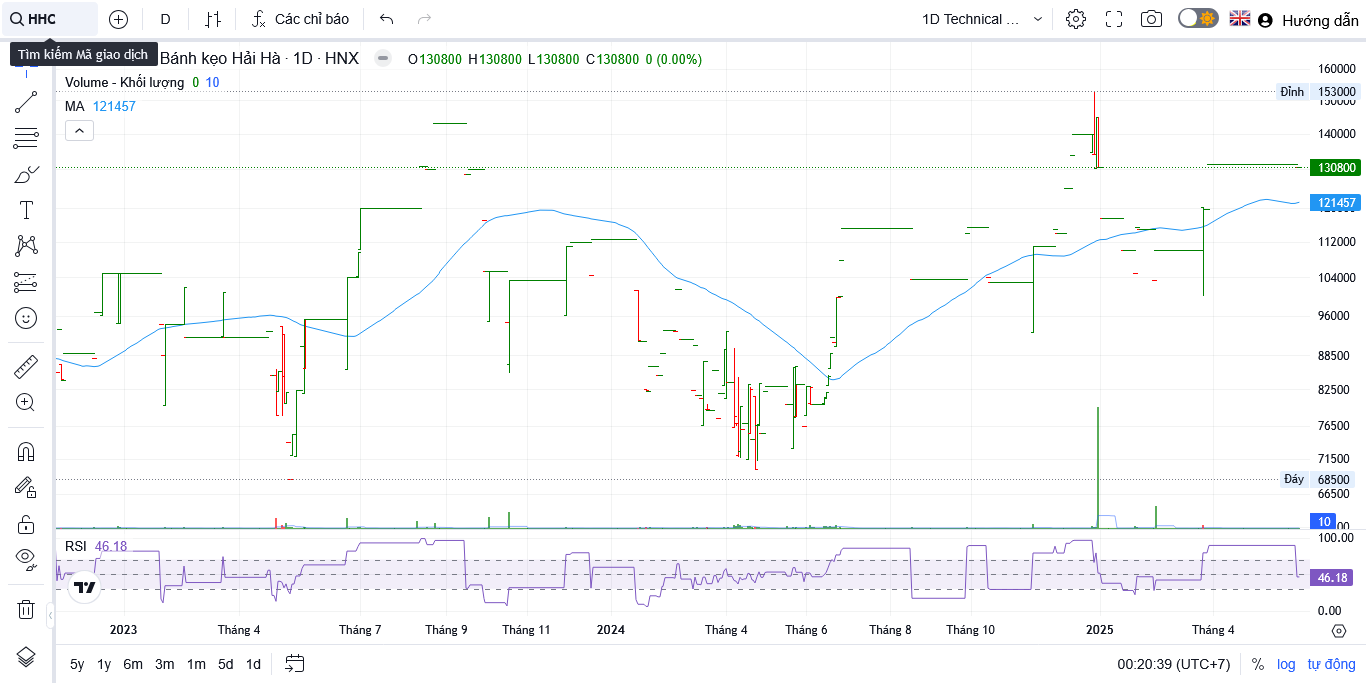 HHC
D
Các chỉ báo
1D Technical ...
Hướng dẫn
Tìm kiếm Mã giao dịch
Bánh kẹo Hải Hà · 1D · HNX
O130800 H130800 L130800 C130800 0 (0.00%)
Volume - Khối lượng 0 10
MA 121457
160000
Đỉnh 153000
150000
140000
130800
121457
120000
112000
104000
96000
88500
82500
76500
71500
Đáy 68500
66500
10
RSI 46.18
100.00
46.18
0.00
2023 Tháng 4 Tháng 7 Tháng 9 Tháng 11 2024 Tháng 4 Tháng 6 Tháng 8 Tháng 10 2025 Tháng 4
5y 1y 6m 3m 1m 5d 1d
00:20:39 (UTC+7) % log tự động